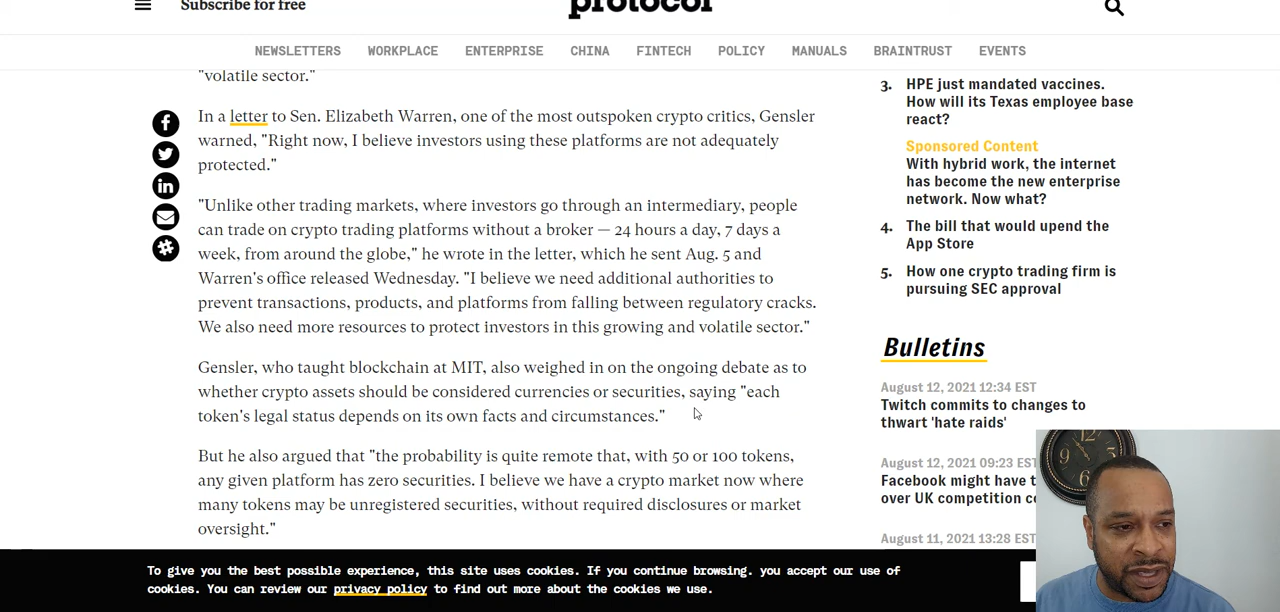 Subscribe for free
protocol
NEWSLETTERS WORKPLACE ENTERPRISE CHINA FINTECH POLICY MANUALS BRAINTRUST EVENTS
"volatile sector."
In a letter to Sen. Elizabeth Warren, one of the most outspoken crypto critics, Gensler
warned, "Right now, I believe investors using these platforms are not adequately
protected."
"Unlike other trading markets, where investors go through an intermediary, people
can trade on crypto trading platforms without a broker — 24 hours a day, 7 days a
week, from around the globe," he wrote in the letter, which he sent Aug. 5 and
Warren's office released Wednesday. "I believe we need additional authorities to
prevent transactions, products, and platforms from falling between regulatory cracks.
We also need more resources to protect investors in this growing and volatile sector."
Gensler, who taught blockchain at MIT, also weighed in on the ongoing debate as to
whether crypto assets should be considered currencies or securities, saying "each
token's legal status depends on its own facts and circumstances."
But he also argued that "the probability is quite remote that, with 50 or 100 tokens,
any given platform has zero securities. I believe we have a crypto market now where
many tokens may be unregistered securities, without required disclosures or market
oversight."
3. HPE just mandated vaccines.
How will its Texas employee base
react?
Sponsored Content
With hybrid work, the internet
has become the new enterprise
network. Now what?
4. The bill that would upend the
App Store
5. How one crypto trading firm is
pursuing SEC approval
Bulletins
August 12, 2021 12:34 EST
Twitch commits to changes to
thwart 'hate raids'
August 12, 2021 09:23 EST
Facebook might have t
over UK competition c
August 11, 2021 13:28 EST
To give you the best possible experience, this site uses cookies. If you continue browsing. you accept our use of
cookies. You can review our privacy policy to find out more about the cookies we use.